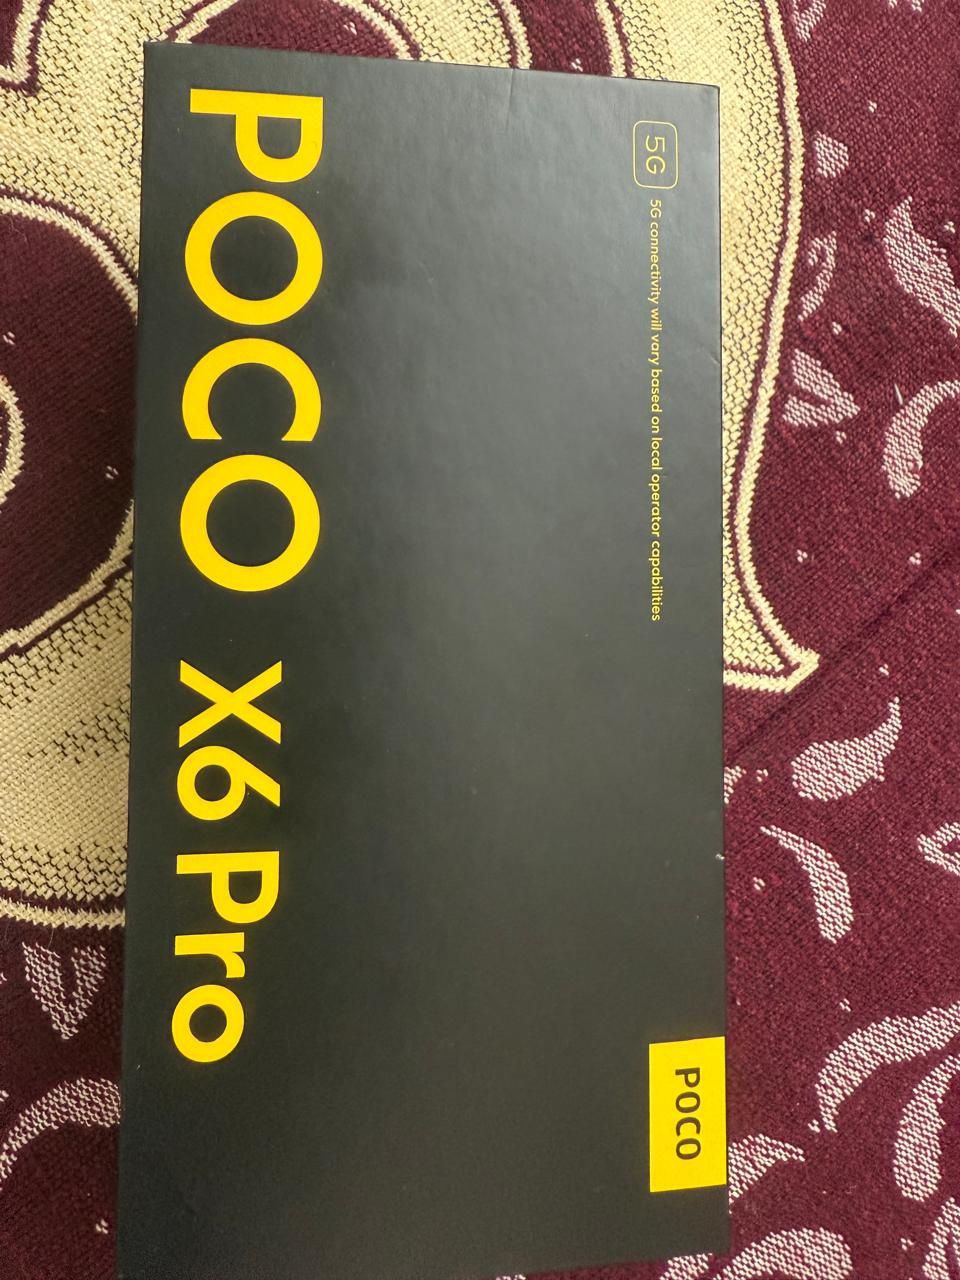 5G 5G connectivity will vary based on local operator capabilities
POCO
POCO X6 Pro